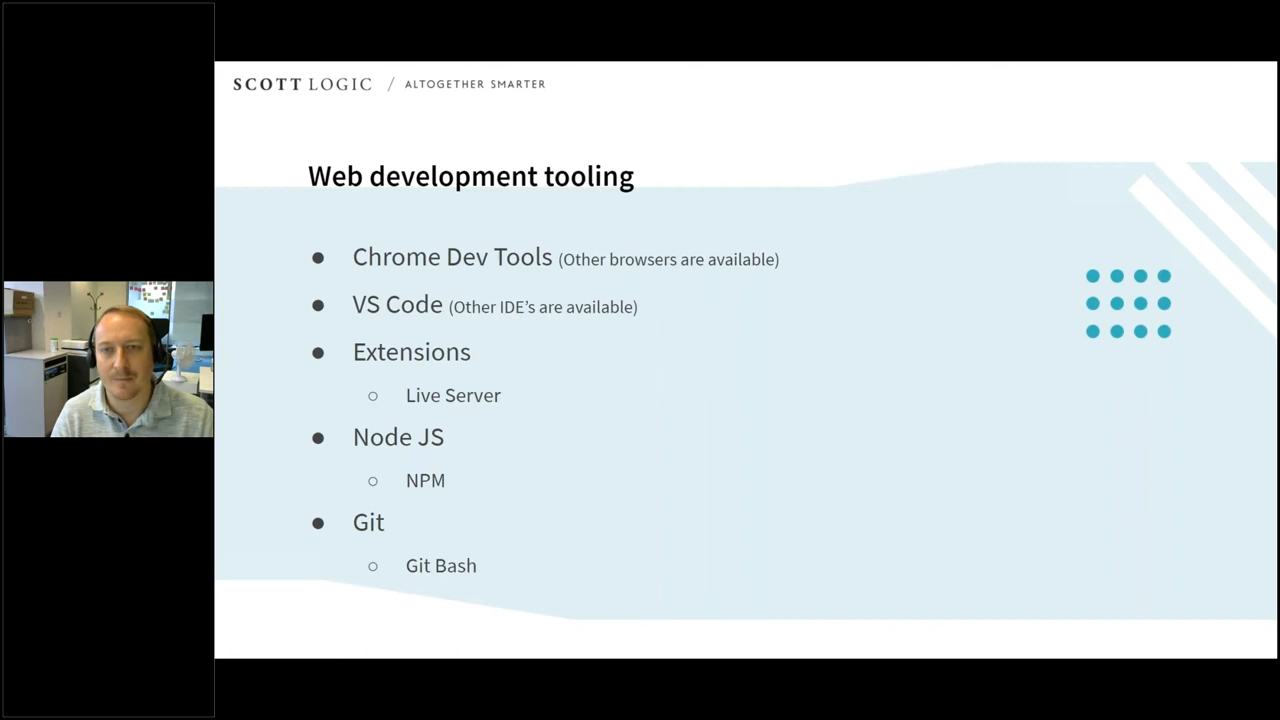 SCOTT LOGIC / ALTOGETHER SMARTER
Web development tooling
● Chrome Dev Tools (Other browsers are available)
● VS Code (Other IDE’s are available)
● Extensions
○ Live Server
● Node JS
○ NPM
● Git
○ Git Bash